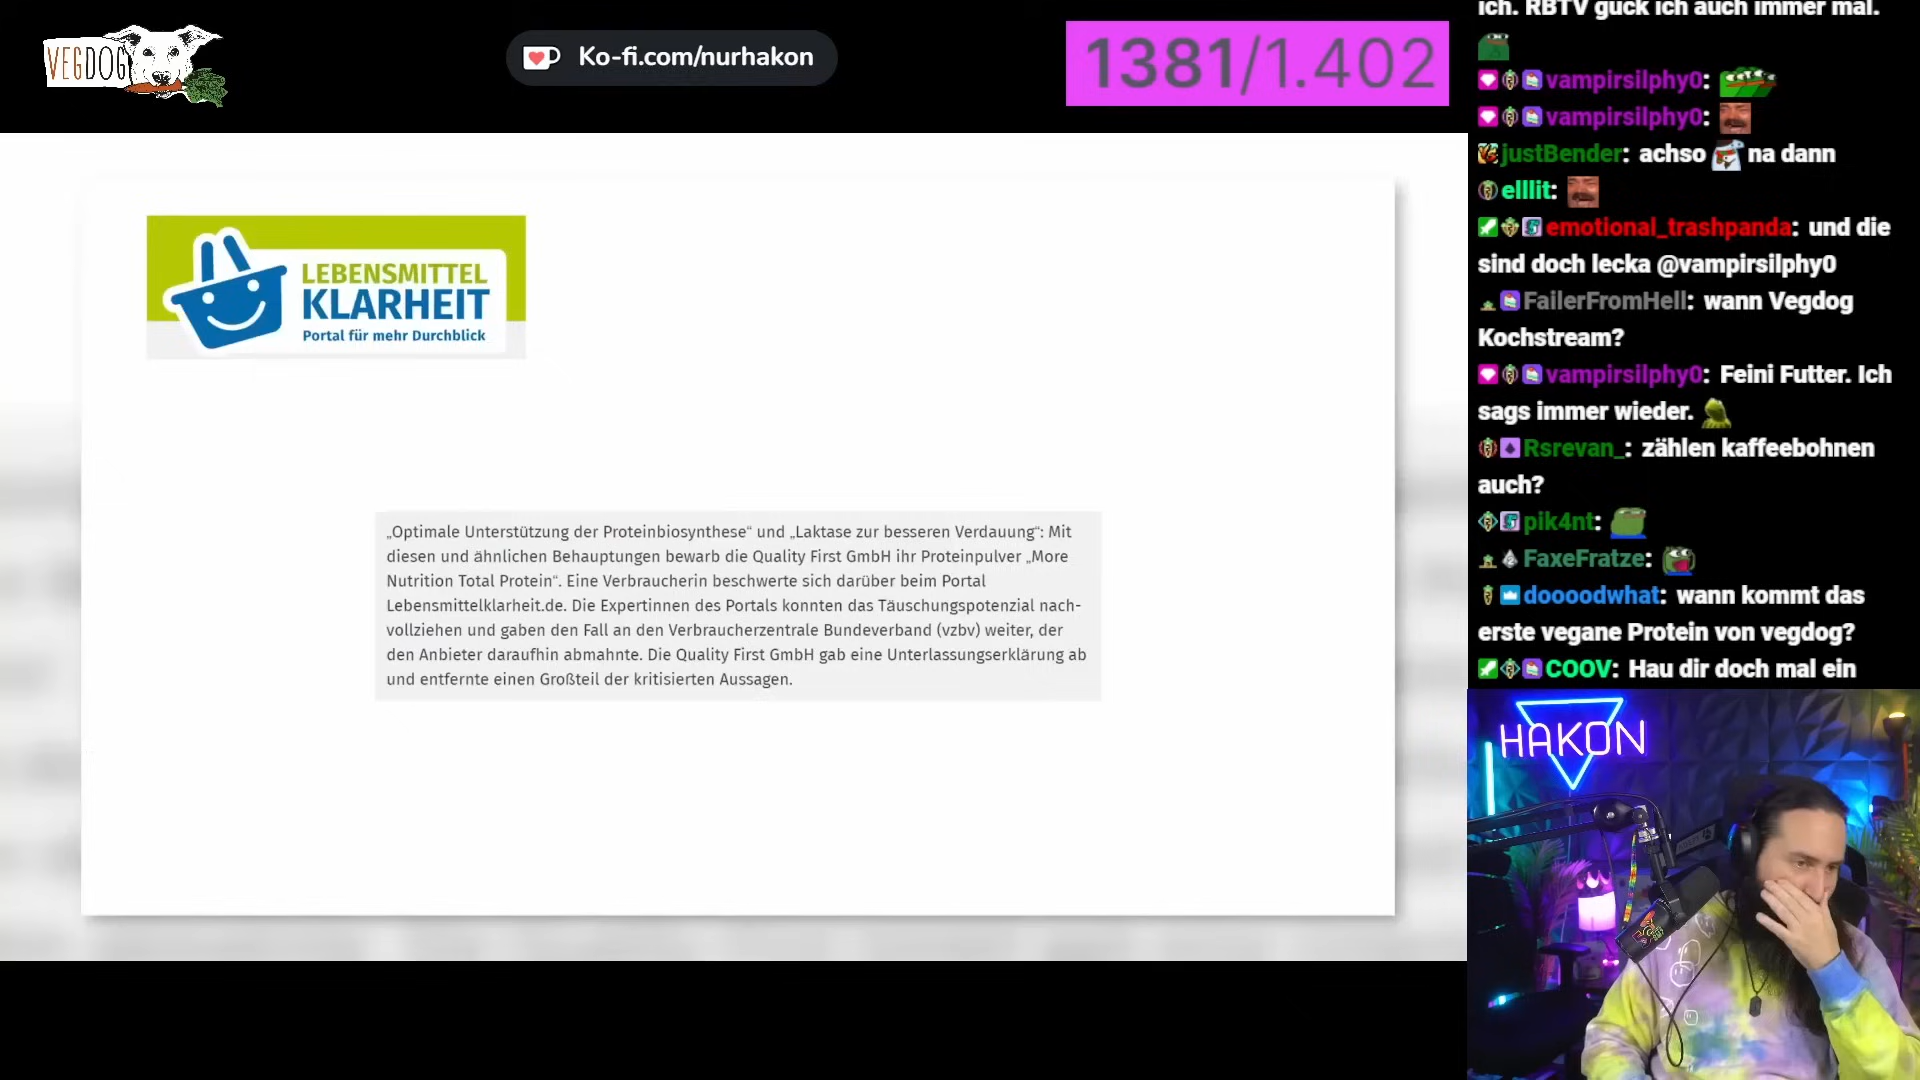 VEGDOG
Ko-fi.com/nurhakon
1381/1.402
LEBENSMITTEL
KLARHEIT
Portal für mehr Durchblick
„Optimale Unterstützung der Proteinbiosynthese“ und „Laktase zur besseren Verdauung“: Mit
diesen und ähnlichen Behauptungen bewarb die Quality First GmbH ihr Proteinpulver „More
Nutrition Total Protein“. Eine Verbraucherin beschwerte sich darüber beim Portal
Lebensmittelklarheit.de. Die Expertinnen des Portals konnten das Täuschungspotenzial nach-
vollziehen und gaben den Fall an den Verbraucherzentrale Bundeverband (vzbv) weiter, der
den Anbieter daraufhin abmahnte. Die Quality First GmbH gab eine Unterlassungserklärung ab
und entfernte einen Großteil der kritisierten Aussagen.
ich. RBTV guck ich auch immer mal.
vampirsilphy0:
vampirsilphy0:
justBender: achso na dann
elllit:
emotional_trashpanda: und die
sind doch lecka @vampirsilphy0
FailerFromHell: wann Vegdog
Kochstream?
vampirsilphy0: Feini Futter. Ich
sags immer wieder.
Rsrevan_: zählen kaffeebohnen
auch?
pik4nt:
FaxeFratze:
doooodwhat: wann kommt das
erste vegane Protein von vegdog?
COOV: Hau dir doch mal ein
HAKON